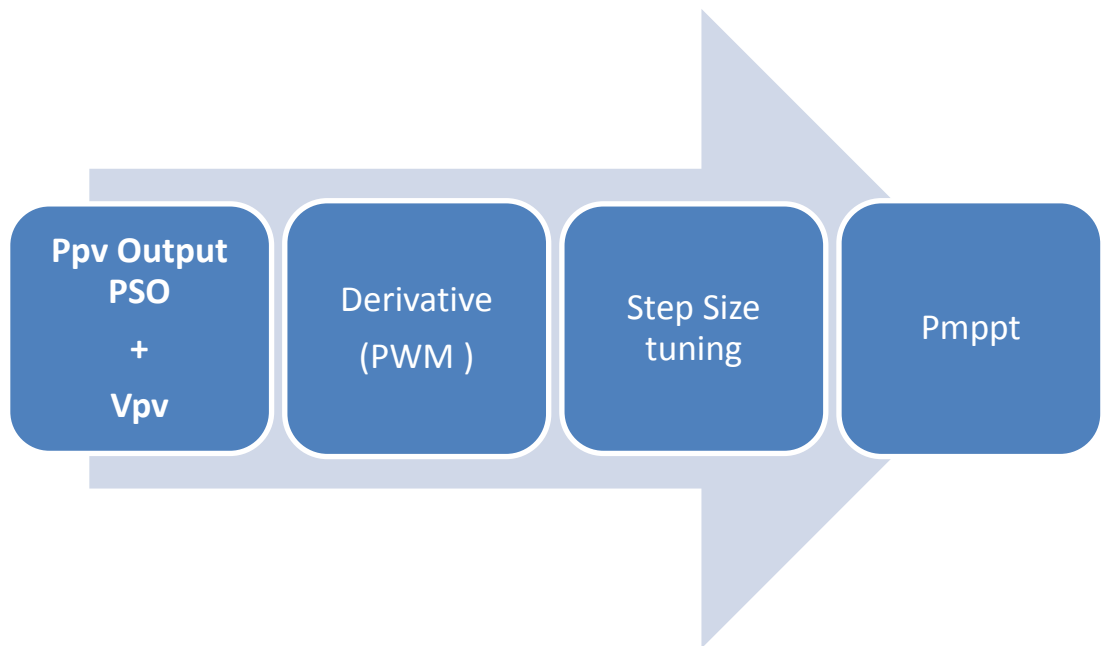 Ppv Output
PSO
+
Vpv
Derivative
(PWM )
Step Size
tuning
Pmppt